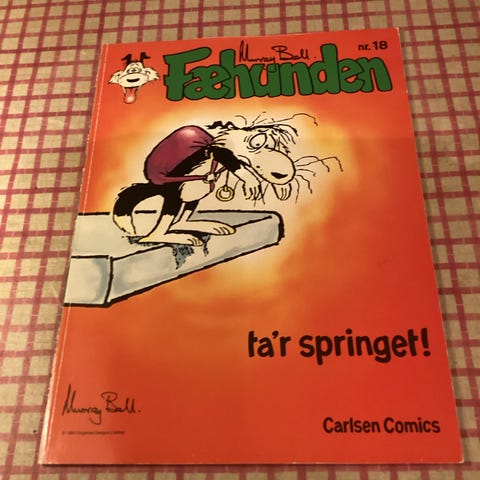 Murray Ball.
nr. 18
Fæhunden
ta'r springet!
Murray Ball.
Carlsen Comics